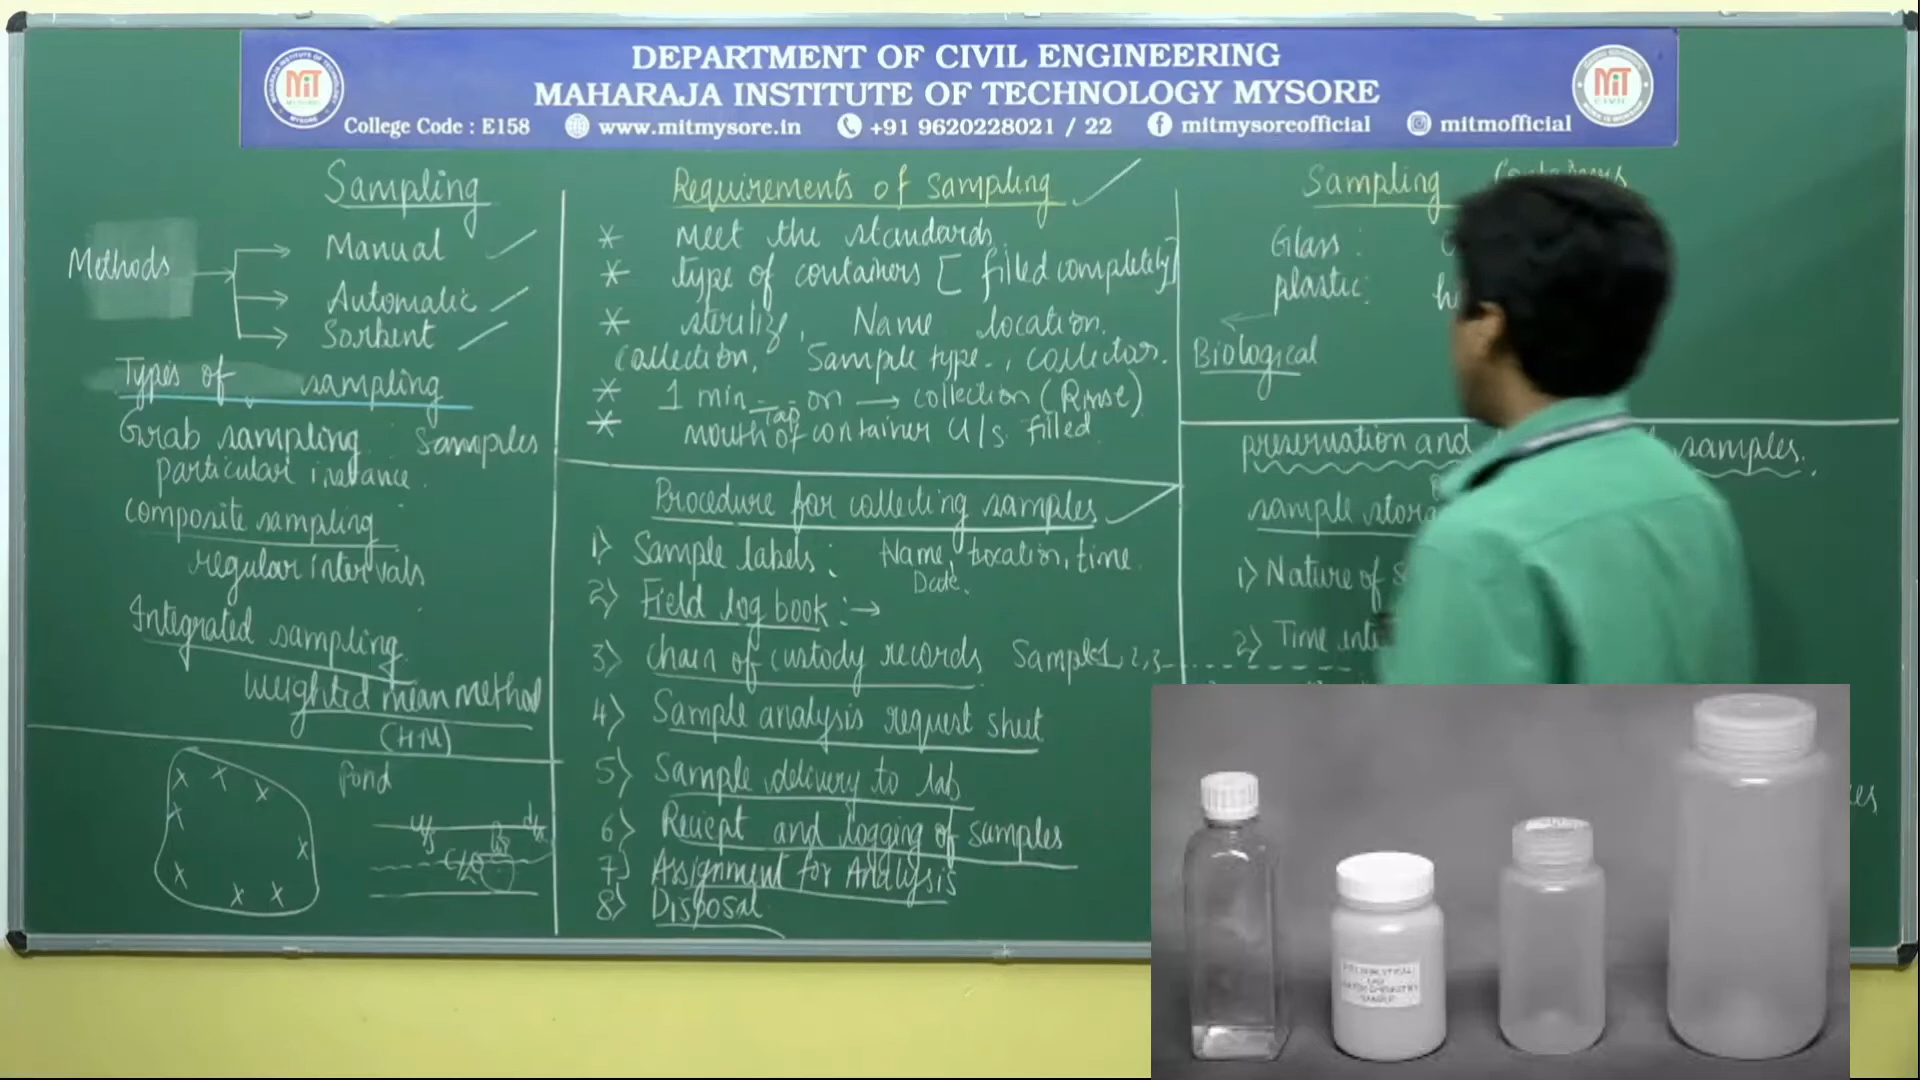 DEPARTMENT OF CIVIL ENGINEERING
MAHARAJA INSTITUTE OF TECHNOLOGY MYSORE
College Code : E158 www.mitmysore.in +91 9620228021 / 22 mitmysoreofficial mitmofficial
MiT
MiT
CIVIL
Sampling
Methods
Manual
Automatic
Sorbent
Types of sampling
Grab sampling Samples
particular instance.
composite sampling
regular intervals
Integrated sampling
weighted mean method
(HM)
Pond
u/s
d/s
Requirements of sampling
* Meet the standards
* type of containers [filled completely]
* sterilize, Name location.
collection, Sample type, collector.
* 1 min Tap on → collection (Rinse)
* mouth of container u/s filled
Procedure for collecting samples
1) Sample labels: Name, Location, time
Date.
2) Field log book: →
3) chain of custody records Sample 1, 2, 3
4) Sample analysis request sheet
5) Sample delivery to lab
6) Reciept and logging of samples
7) Assignment for Analysis
8) Disposal
Sampling
Glass:
plastic:
Biological
preservation and samples.
sample
1) Nature of
2) Time